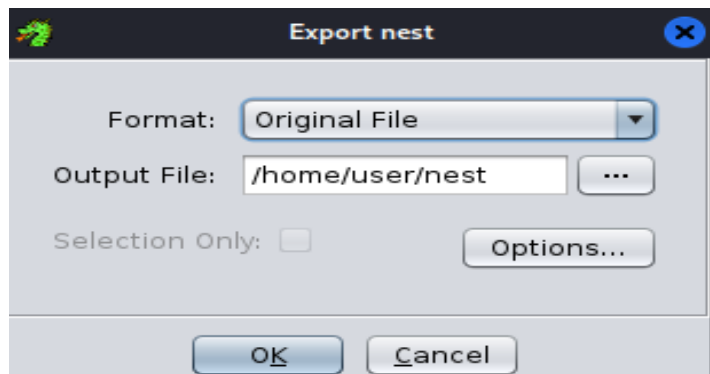 Export nest
Format: Original File
Output File: /home/user/nest ...
Selection Only:
Options...
OK Cancel